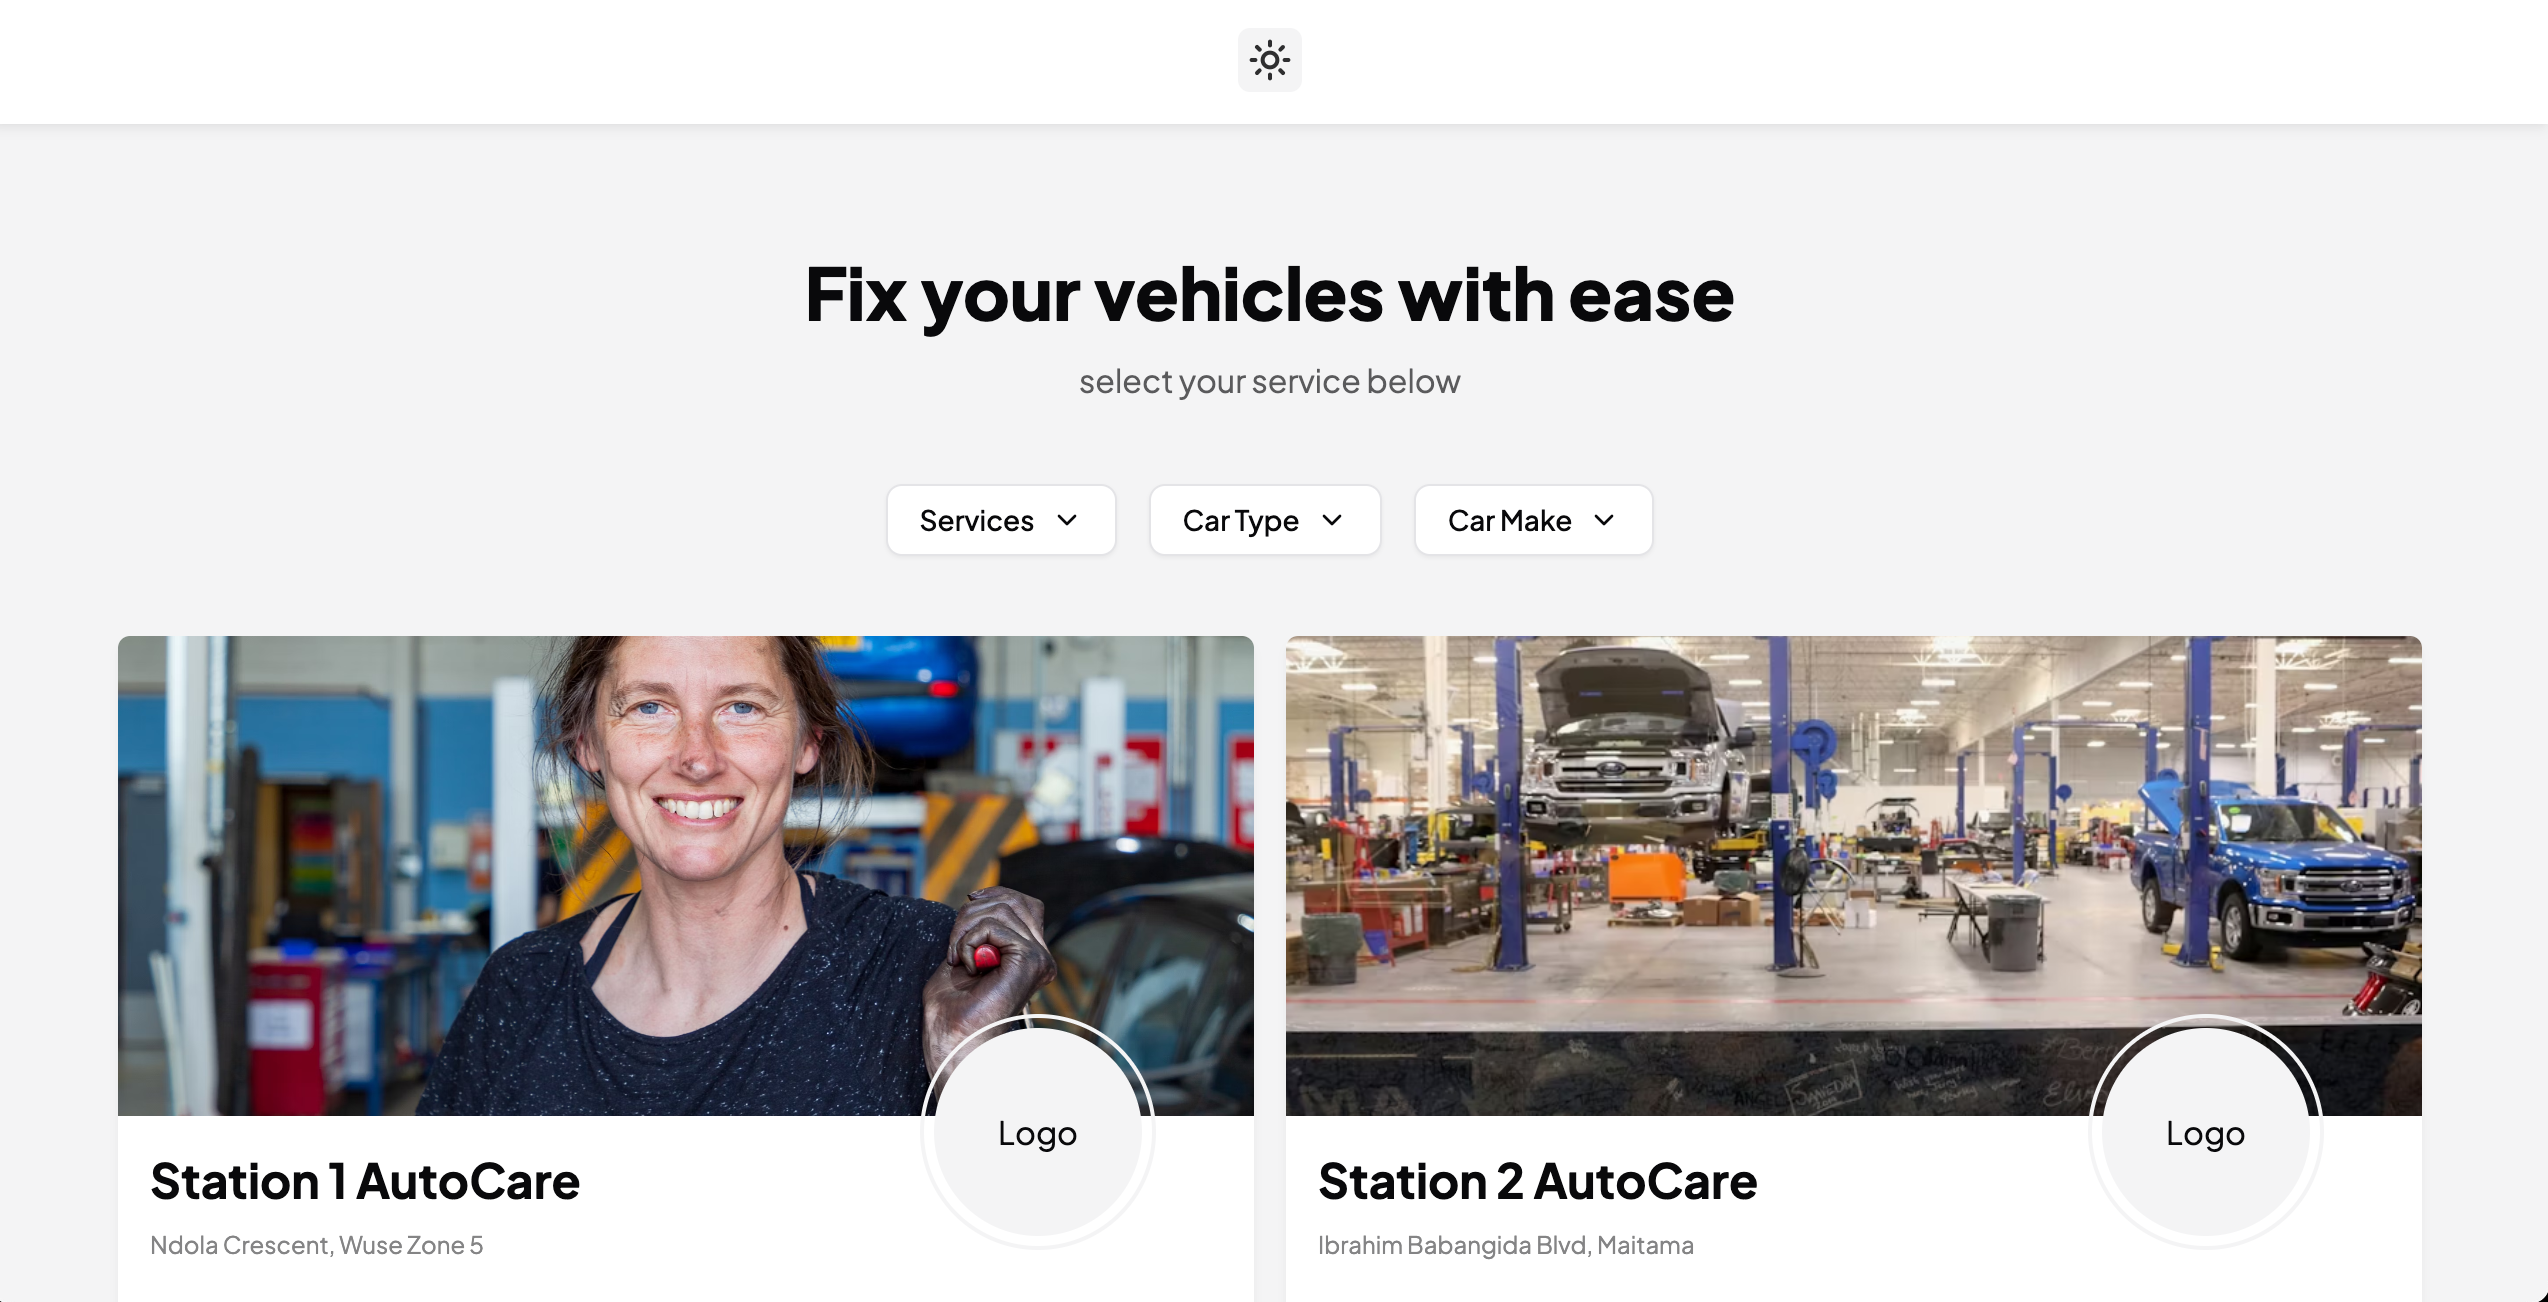 Fix your vehicles with ease
select your service below
Services
Car Type
Car Make
Logo
Station 1 AutoCare
Ndola Crescent, Wuse Zone 5
Logo
Station 2 AutoCare
Ibrahim Babangida Blvd, Maitama